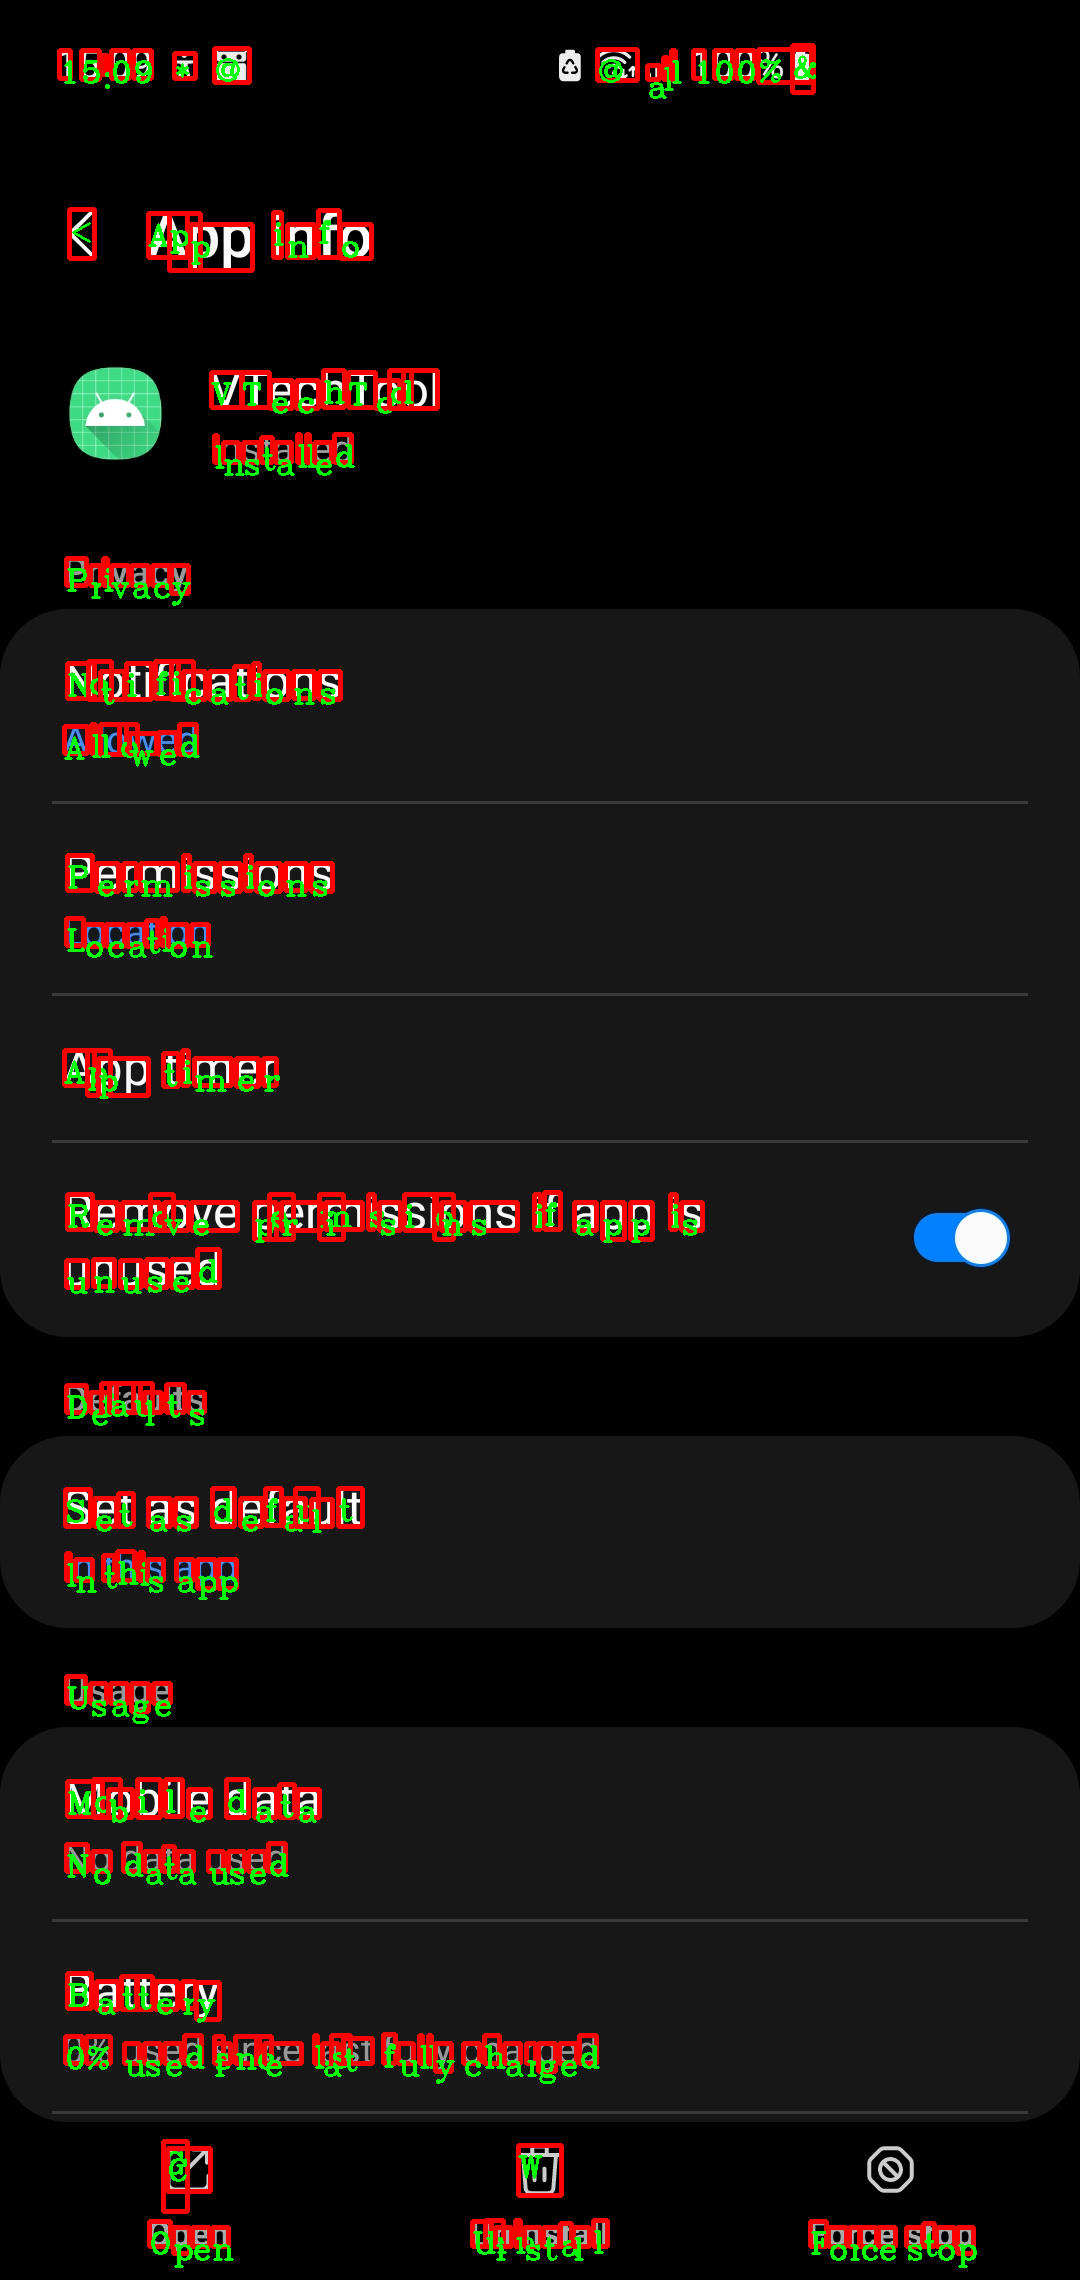 15:09 100%
App info
VTechTool
Installed
Privacy
Notifications
Allowed
Permissions
Location
App timer
Remove permissions if app is
unused
Defaults
Set as default
In this app
Usage
Mobile data
No data used
Battery
0% used since last fully charged
Open Uninstall Force stop